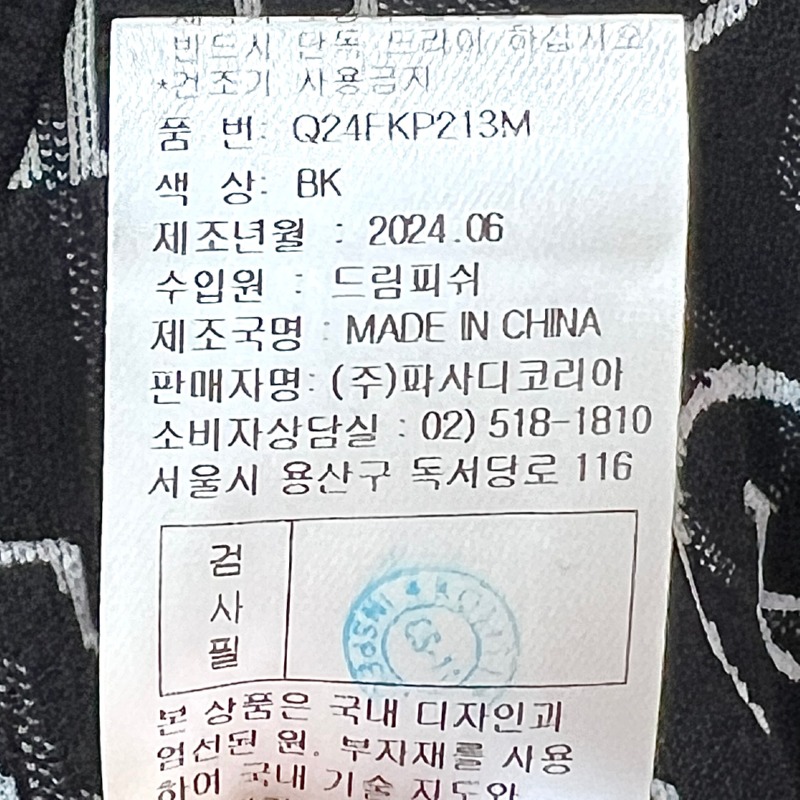 반드시 단독 드라이 하십시오
*건조기 사용금지
품 번: Q24FKP213M
색 상: BK
제조년월 : 2024.06
수입원 : 드림피쉬
제조국명 : MADE IN CHINA
판매자명: (주)파사디코리아
소비자상담실 : 02) 518-1810
서울시 용산구 독서당로 116
검
사
필
본 상품은 국내 디자인과
엄선된 원. 부자재를 사용
하여 국내 기술 지도와